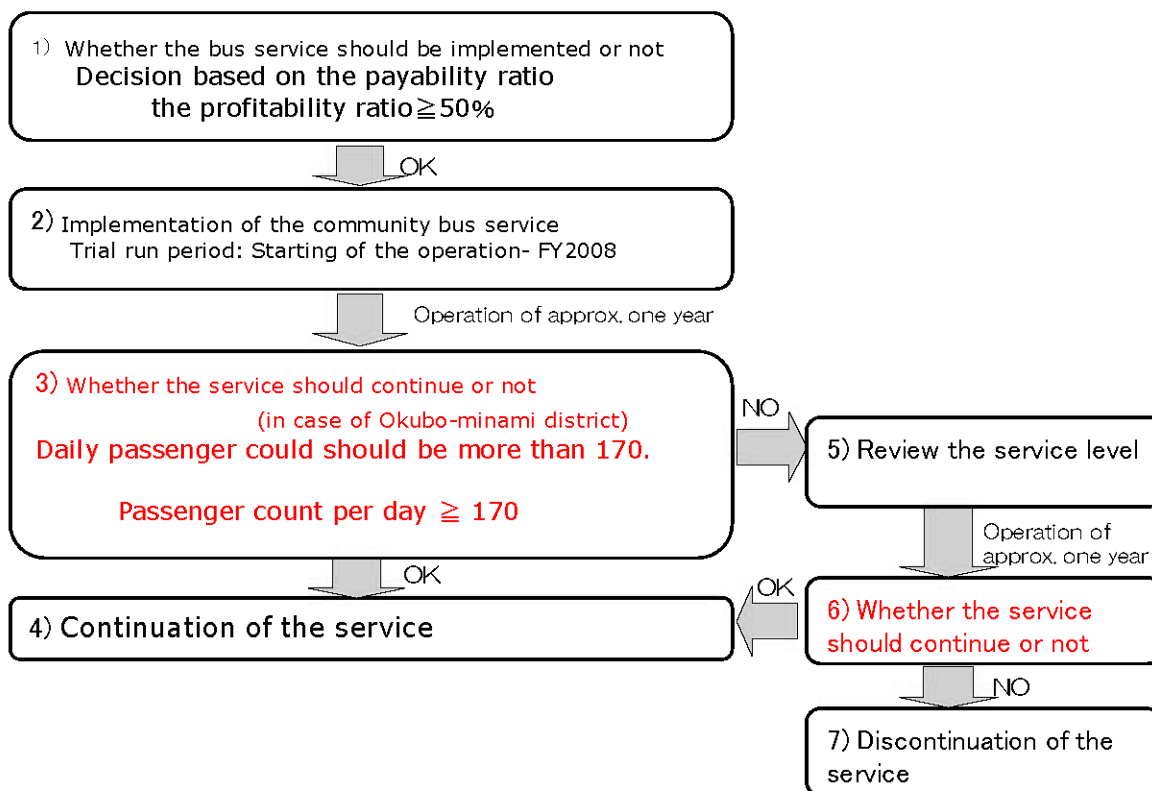 1) Whether the bus service should be implemented or not
Decision based on the payability ratio
the profitability ratio≧50%
OK
2) Implementation of the community bus service
Trial run period: Starting of the operation- FY2008
Operation of approx. one year
3) Whether the service should continue or not
(in case of Okubo-minami district)
Daily passenger could should be more than 170.
Passenger count per day ≧ 170
NO
5) Review the service level
Operation of
approx. one year
OK
4) Continuation of the service
OK
6) Whether the service
should continue or not
NO
7) Discontinuation of the
service